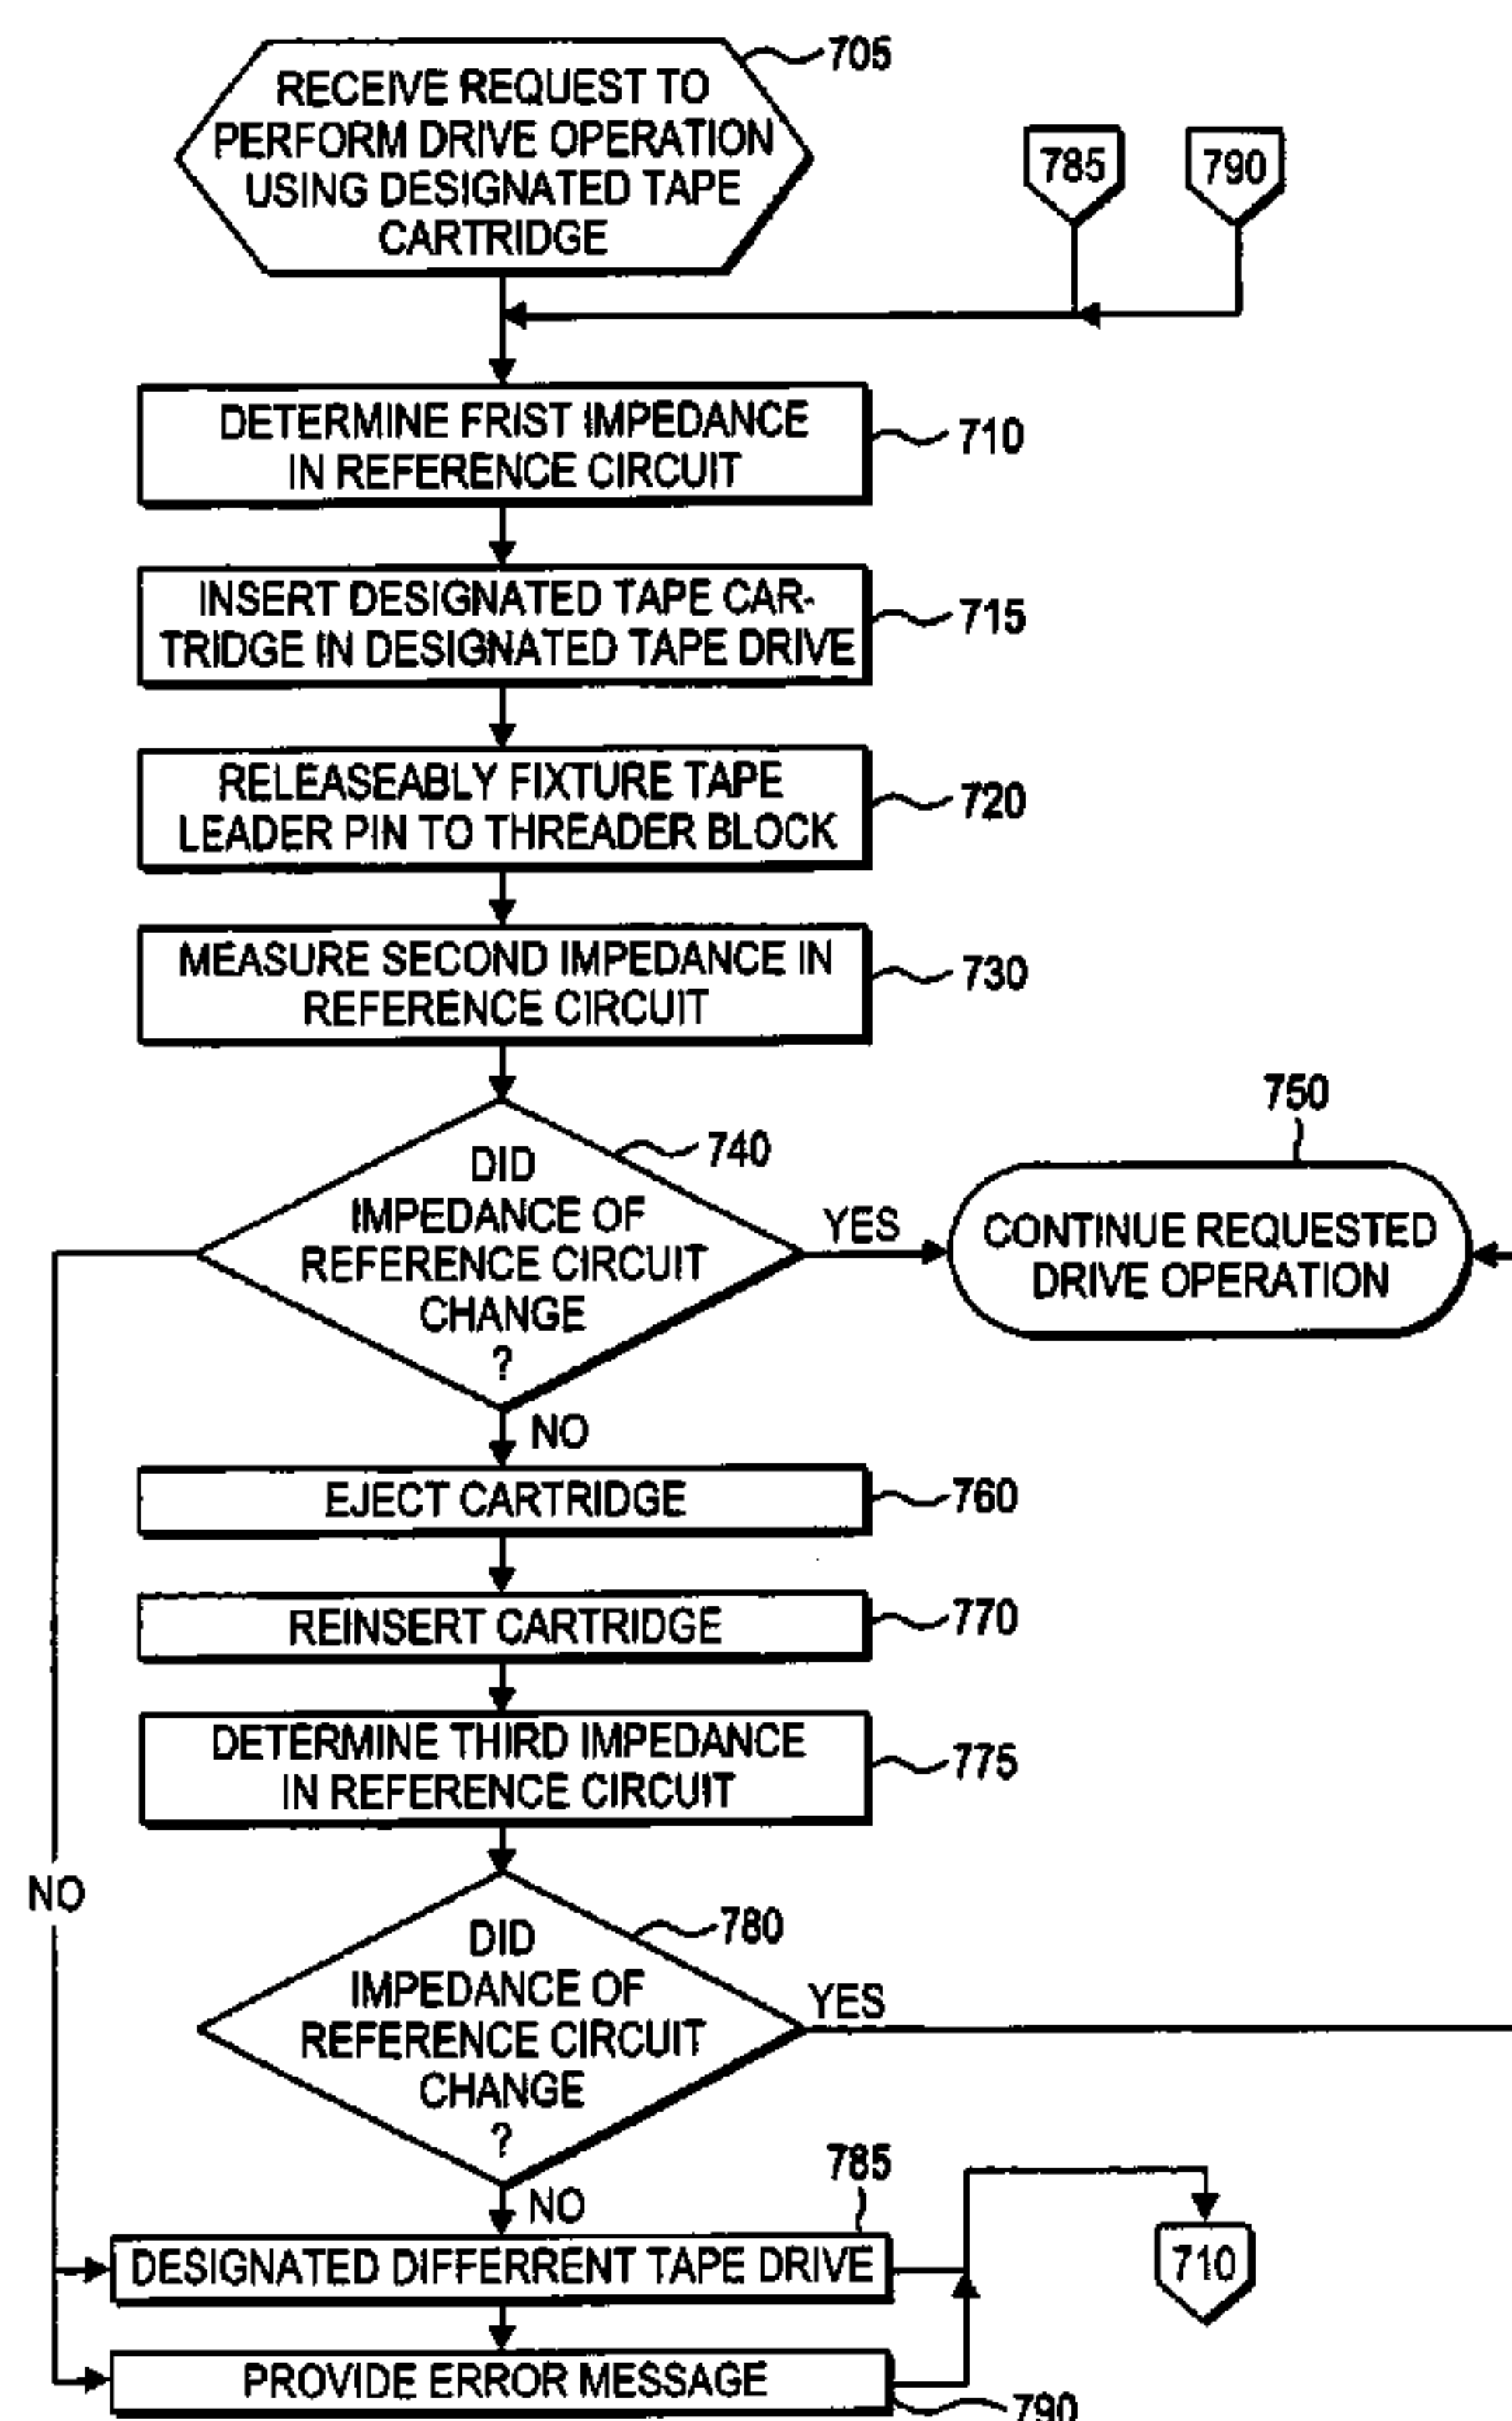 RECEIVE REQUEST TO
PERFORM DRIVE OPERATION
USING DESIGNATED TAPE
CARTRIDGE
705
785
790
DETERMINE FRIST IMPEDANCE
IN REFERENCE CIRCUIT
710
INSERT DESIGNATED TAPE CAR-
TRIDGE IN DESIGNATED TAPE DRIVE
715
RELEASEABLY FIXTURE TAPE
LEADER PIN TO THREADER BLOCK
720
MEASURE SECOND IMPEDANCE IN
REFERENCE CIRCUIT
730
DID
IMPEDANCE OF
REFERENCE CIRCUIT
CHANGE
?
740
YES
750
CONTINUE REQUESTED
DRIVE OPERATION
NO
EJECT CARTRIDGE
760
REINSERT CARTRIDGE
770
DETERMINE THIRD IMPEDANCE
IN REFERENCE CIRCUIT
775
NO
DID
IMPEDANCE OF
REFERENCE CIRCUIT
CHANGE
?
780
YES
NO
785
DESIGNATED DIFFERRENT TAPE DRIVE
710
PROVIDE ERROR MESSAGE
790